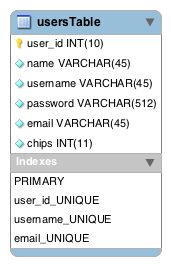 usersTable
user_id INT(10)
name VARCHAR(45)
username VARCHAR(45)
password VARCHAR(512)
email VARCHAR(45)
chips INT(11)
Indexes
PRIMARY
user_id_UNIQUE
username_UNIQUE
email_UNIQUE